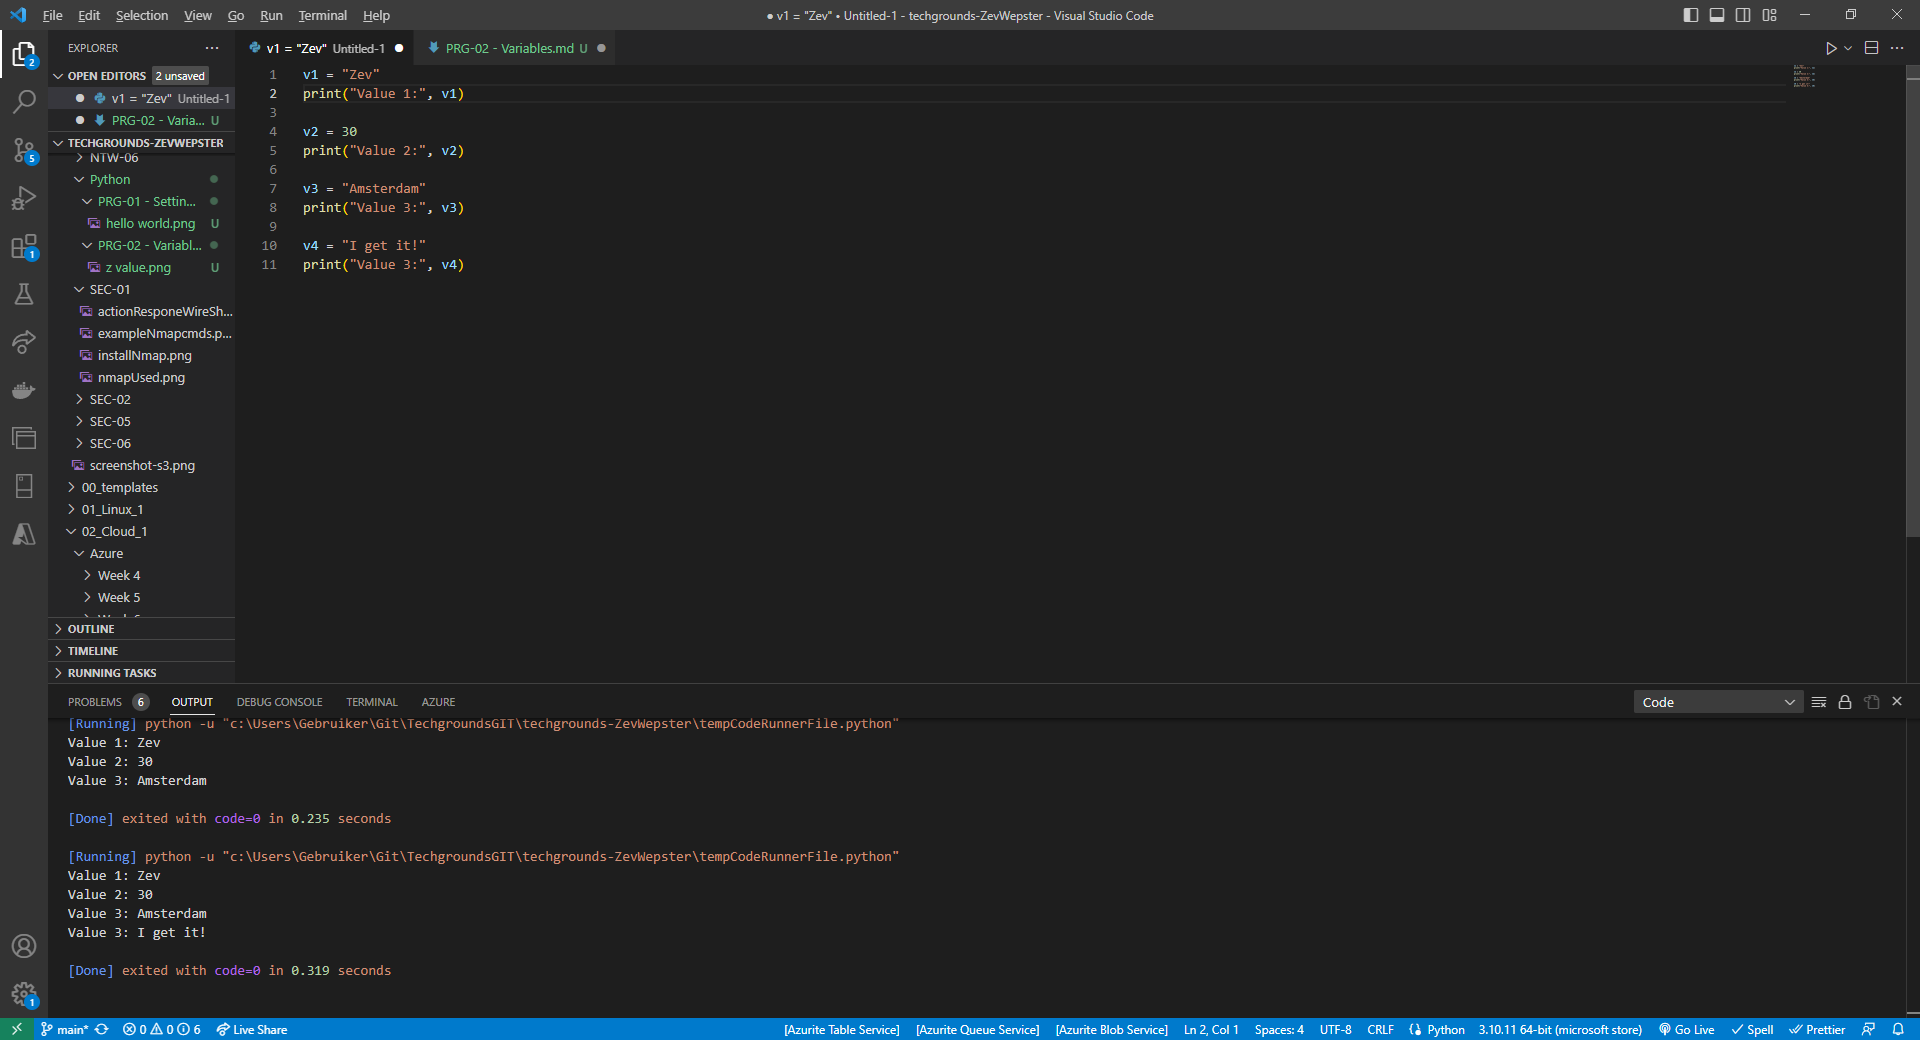 File Edit Selection View Go Run Terminal Help
● v1 = "Zev" • Untitled-1 - techgrounds-ZevWepster - Visual Studio Code
EXPLORER
OPEN EDITORS 2 unsaved
v1 = "Zev" Untitled-1
PRG-02 - Varia... U
TECHGROUNDS-ZEVWEPSTER
NTW-06
Python
PRG-01 - Settin...
hello world.png U
PRG-02 - Variabl...
z value.png U
SEC-01
actionResponeWireSh...
exampleNmapcmds.p...
installNmap.png
nmapUsed.png
SEC-02
SEC-05
SEC-06
screenshot-s3.png
00_templates
01_Linux_1
02_Cloud_1
Azure
Week 4
Week 5
OUTLINE
TIMELINE
RUNNING TASKS
2
5
1
1
v1 = "Zev" Untitled-1 ●
PRG-02 - Variables.md U ●
1 v1 = "Zev"
2 print("Value 1:", v1)
3
4 v2 = 30
5 print("Value 2:", v2)
6
7 v3 = "Amsterdam"
8 print("Value 3:", v3)
9
10 v4 = "I get it!"
11 print("Value 3:", v4)
PROBLEMS 6 OUTPUT DEBUG CONSOLE TERMINAL AZURE
Code
[Running] python -u "c:\Users\Gebruiker\Git\TechgroundsGIT\techgrounds-ZevWepster\tempCodeRunnerFile.python"
Value 1: Zev
Value 2: 30
Value 3: Amsterdam
[Done] exited with code=0 in 0.235 seconds
[Running] python -u "c:\Users\Gebruiker\Git\TechgroundsGIT\techgrounds-ZevWepster\tempCodeRunnerFile.python"
Value 1: Zev
Value 2: 30
Value 3: Amsterdam
Value 3: I get it!
[Done] exited with code=0 in 0.319 seconds
main* 0 0 6 Live Share [Azurite Table Service] [Azurite Queue Service] [Azurite Blob Service] Ln 2, Col 1 Spaces: 4 UTF-8 CRLF Python 3.10.11 64-bit (microsoft store) Go Live Spell Prettier